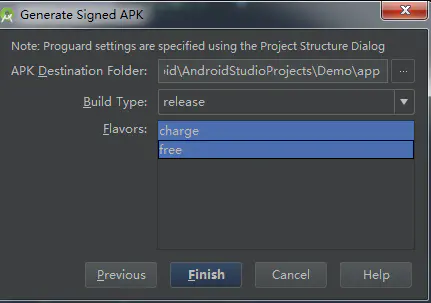 Generate Signed APK
Note: Proguard settings are specified using the Project Structure Dialog
APK Destination Folder: id\AndroidStudioProjects\Demo\app ...
Build Type: release
Flavors: charge
free
Previous Finish Cancel Help